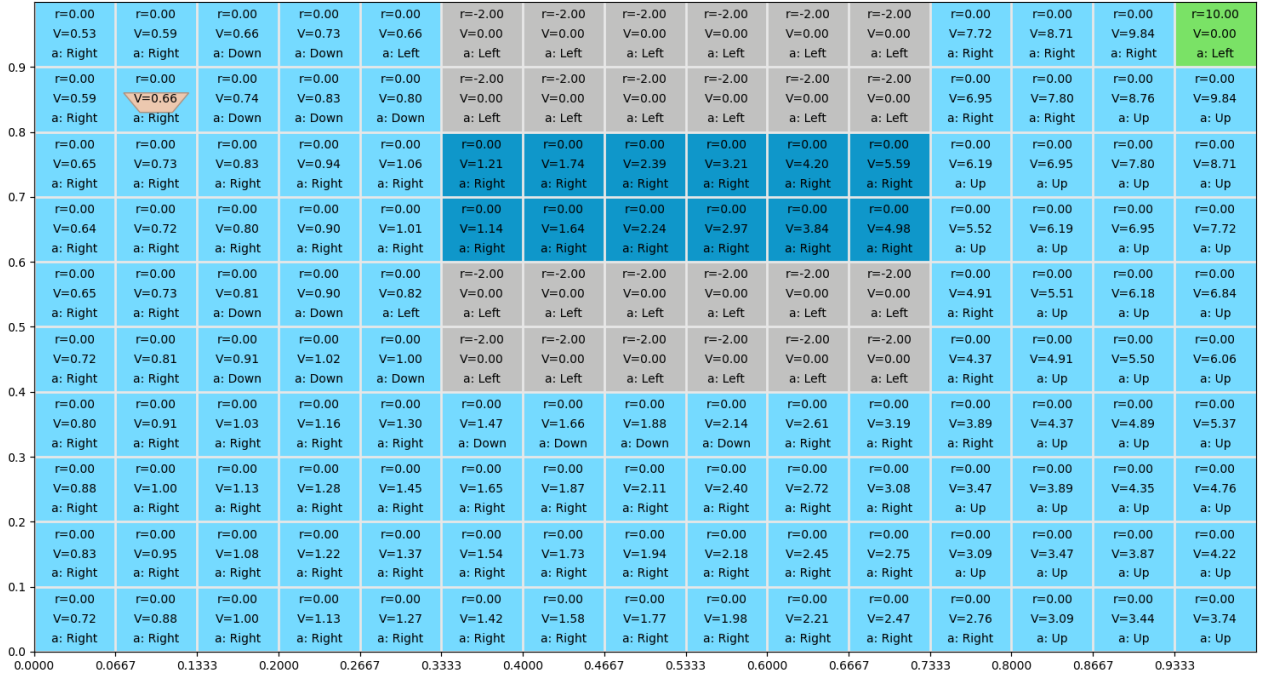 r=0.00 r=0.00 r=0.00 r=0.00 r=0.00 r=-2.00 r=-2.00 r=-2.00 r=-2.00 r=-2.00 r=-2.00 r=0.00 r=0.00 r=0.00 r=10.00
V=0.53 V=0.59 V=0.66 V=0.73 V=0.66 V=0.00 V=0.00 V=0.00 V=0.00 V=0.00 V=0.00 V=7.72 V=8.71 V=9.84 V=0.00
a: Right a: Right a: Down a: Down a: Left a: Left a: Left a: Left a: Left a: Left a: Left a: Right a: Right a: Right a: Left
0.9
r=0.00 r=0.00 r=0.00 r=0.00 r=0.00 r=-2.00 r=-2.00 r=-2.00 r=-2.00 r=-2.00 r=-2.00 r=0.00 r=0.00 r=0.00 r=0.00
V=0.59 V=0.66 V=0.74 V=0.83 V=0.80 V=0.00 V=0.00 V=0.00 V=0.00 V=0.00 V=0.00 V=6.95 V=7.80 V=8.76 V=9.84
a: Right a: Right a: Down a: Down a: Down a: Left a: Left a: Left a: Left a: Left a: Left a: Right a: Right a: Up a: Up
0.8
r=0.00 r=0.00 r=0.00 r=0.00 r=0.00 r=0.00 r=0.00 r=0.00 r=0.00 r=0.00 r=0.00 r=0.00 r=0.00 r=0.00 r=0.00
V=0.65 V=0.73 V=0.83 V=0.94 V=1.06 V=1.21 V=1.74 V=2.39 V=3.21 V=4.20 V=5.59 V=6.19 V=6.95 V=7.80 V=8.71
a: Right a: Right a: Right a: Right a: Right a: Right a: Right a: Right a: Right a: Right a: Right a: Up a: Up a: Up a: Up
0.7
r=0.00 r=0.00 r=0.00 r=0.00 r=0.00 r=0.00 r=0.00 r=0.00 r=0.00 r=0.00 r=0.00 r=0.00 r=0.00 r=0.00 r=0.00
V=0.64 V=0.72 V=0.80 V=0.90 V=1.01 V=1.14 V=1.64 V=2.24 V=2.97 V=3.84 V=4.98 V=5.52 V=6.19 V=6.95 V=7.72
a: Right a: Right a: Right a: Right a: Right a: Right a: Right a: Right a: Right a: Right a: Right a: Up a: Up a: Up a: Up
0.6
r=0.00 r=0.00 r=0.00 r=0.00 r=0.00 r=-2.00 r=-2.00 r=-2.00 r=-2.00 r=-2.00 r=-2.00 r=0.00 r=0.00 r=0.00 r=0.00
V=0.65 V=0.73 V=0.81 V=0.90 V=0.82 V=0.00 V=0.00 V=0.00 V=0.00 V=0.00 V=0.00 V=4.91 V=5.51 V=6.18 V=6.84
a: Right a: Right a: Down a: Down a: Left a: Left a: Left a: Left a: Left a: Left a: Left a: Right a: Up a: Up a: Up
0.5
r=0.00 r=0.00 r=0.00 r=0.00 r=0.00 r=-2.00 r=-2.00 r=-2.00 r=-2.00 r=-2.00 r=-2.00 r=0.00 r=0.00 r=0.00 r=0.00
V=0.72 V=0.81 V=0.91 V=1.02 V=1.00 V=0.00 V=0.00 V=0.00 V=0.00 V=0.00 V=0.00 V=4.37 V=4.91 V=5.50 V=6.06
a: Right a: Right a: Down a: Down a: Down a: Left a: Left a: Left a: Left a: Left a: Left a: Right a: Up a: Up a: Up
0.4
r=0.00 r=0.00 r=0.00 r=0.00 r=0.00 r=0.00 r=0.00 r=0.00 r=0.00 r=0.00 r=0.00 r=0.00 r=0.00 r=0.00 r=0.00
V=0.80 V=0.91 V=1.03 V=1.16 V=1.30 V=1.47 V=1.66 V=1.88 V=2.14 V=2.61 V=3.19 V=3.89 V=4.37 V=4.89 V=5.37
a: Right a: Right a: Right a: Right a: Right a: Down a: Down a: Down a: Down a: Right a: Right a: Right a: Up a: Up a: Up
0.3
r=0.00 r=0.00 r=0.00 r=0.00 r=0.00 r=0.00 r=0.00 r=0.00 r=0.00 r=0.00 r=0.00 r=0.00 r=0.00 r=0.00 r=0.00
V=0.88 V=1.00 V=1.13 V=1.28 V=1.45 V=1.65 V=1.87 V=2.11 V=2.40 V=2.72 V=3.08 V=3.47 V=3.89 V=4.35 V=4.76
a: Right a: Right a: Right a: Right a: Right a: Right a: Right a: Right a: Right a: Right a: Right a: Up a: Up a: Up a: Up
0.2
r=0.00 r=0.00 r=0.00 r=0.00 r=0.00 r=0.00 r=0.00 r=0.00 r=0.00 r=0.00 r=0.00 r=0.00 r=0.00 r=0.00 r=0.00
V=0.83 V=0.95 V=1.08 V=1.22 V=1.37 V=1.54 V=1.73 V=1.94 V=2.18 V=2.45 V=2.75 V=3.09 V=3.47 V=3.87 V=4.22
a: Right a: Right a: Right a: Right a: Right a: Right a: Right a: Right a: Right a: Right a: Right a: Up a: Up a: Up a: Up
0.1
r=0.00 r=0.00 r=0.00 r=0.00 r=0.00 r=0.00 r=0.00 r=0.00 r=0.00 r=0.00 r=0.00 r=0.00 r=0.00 r=0.00 r=0.00
V=0.72 V=0.88 V=1.00 V=1.13 V=1.27 V=1.42 V=1.58 V=1.77 V=1.98 V=2.21 V=2.47 V=2.76 V=3.09 V=3.44 V=3.74
a: Right a: Right a: Right a: Right a: Right a: Right a: Right a: Right a: Right a: Right a: Right a: Right a: Up a: Up a: Up
0.0
0.0000 0.0667 0.1333 0.2000 0.2667 0.3333 0.4000 0.4667 0.5333 0.6000 0.6667 0.7333 0.8000 0.8667 0.9333